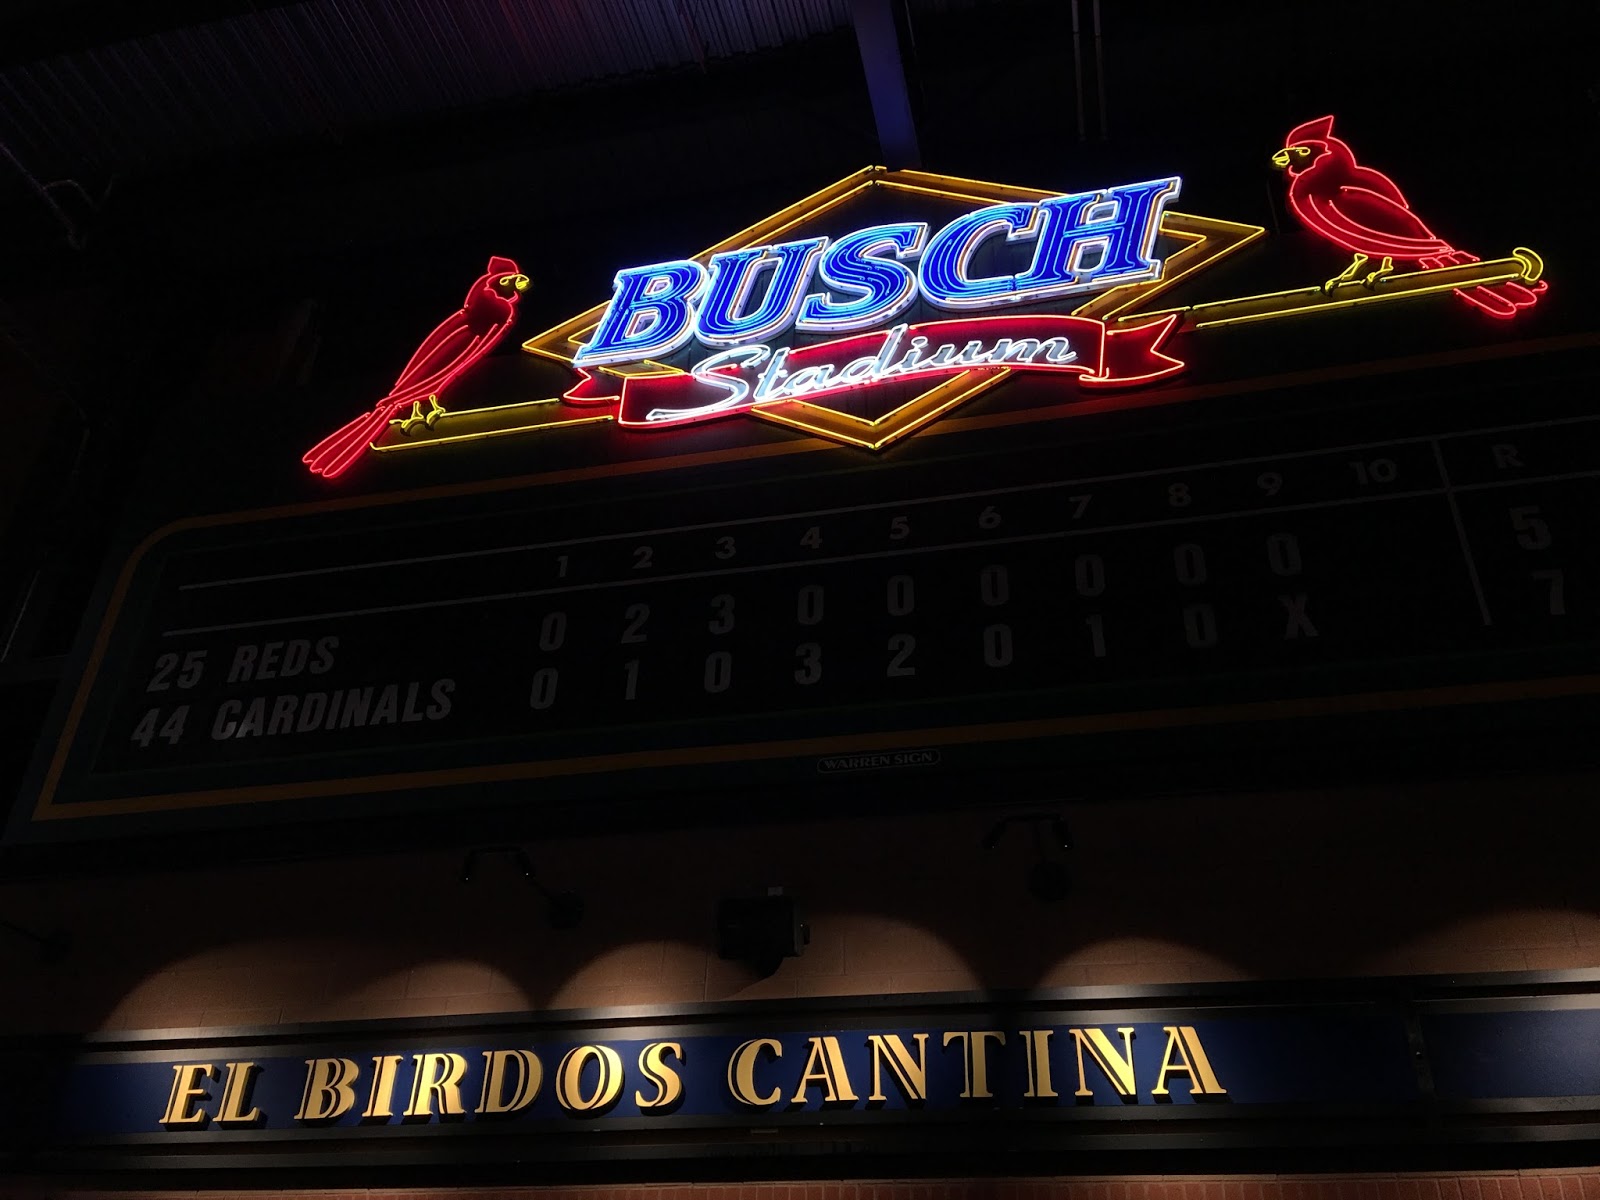 BUSCH
Stadium
1 2 3 4 5 6 7 8 9 10 R
25 REDS 0 2 3 0 0 0 0 0 0 5
44 CARDINALS 0 1 0 3 2 0 1 0 X 7
WARREN SIGN
EL BIRDOS CANTINA